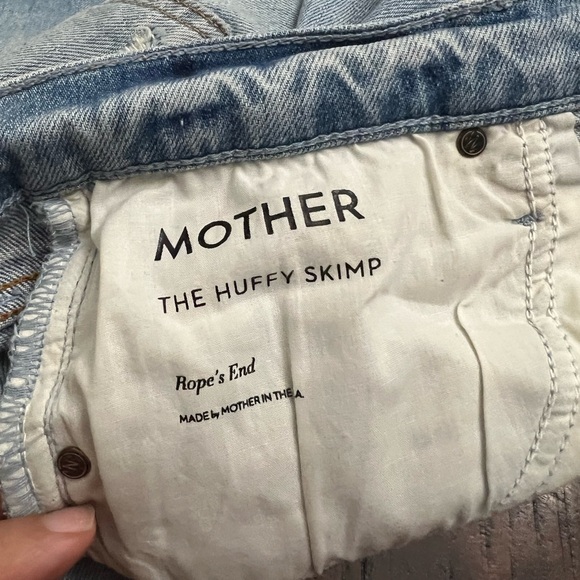 MOTHER
THE HUFFY SKIMP
Rope's End
MADE by MOTHER IN THE A.